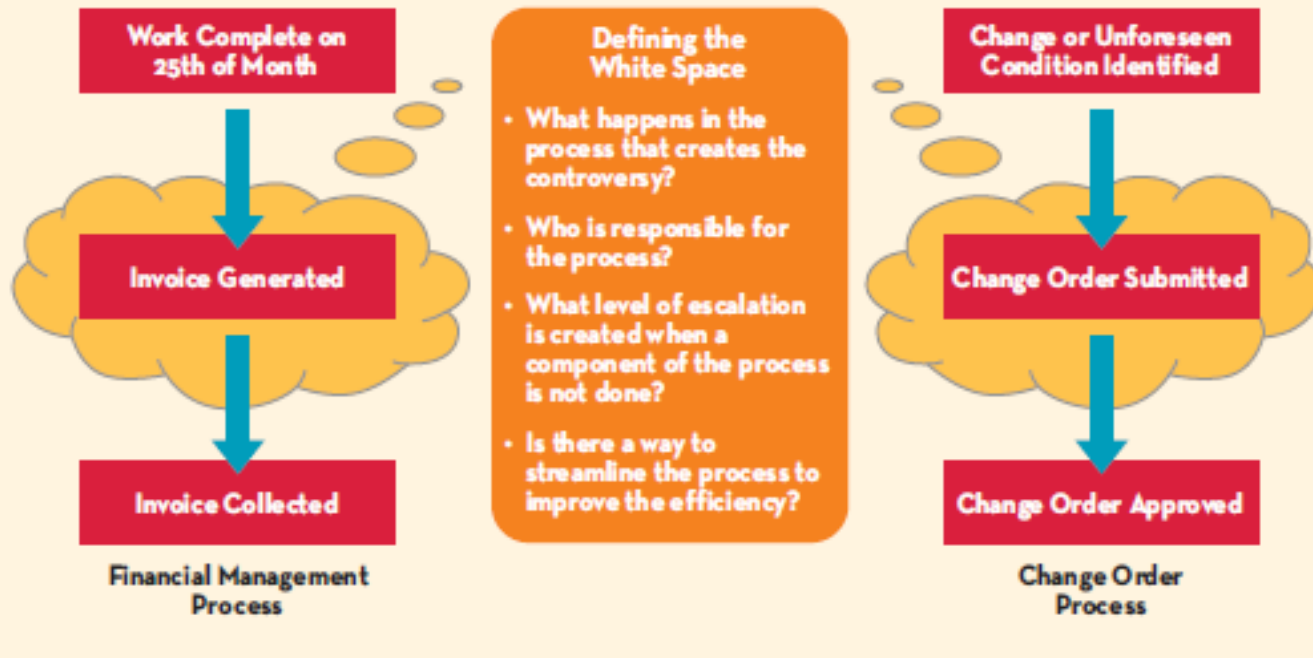 Work Complete on
25th of Month
Invoice Generated
Invoice Collected
Financial Management
Process
Defining the
White Space
• What happens in the
process that creates the
controversy?
• Who is responsible for
the process?
• What level of escalation
is created when a
component of the process
is not done?
• Is there a way to
streamline the process to
improve the efficiency?
Change or Unforeseen
Condition Identified
Change Order Submitted
Change Order Approved
Change Order
Process